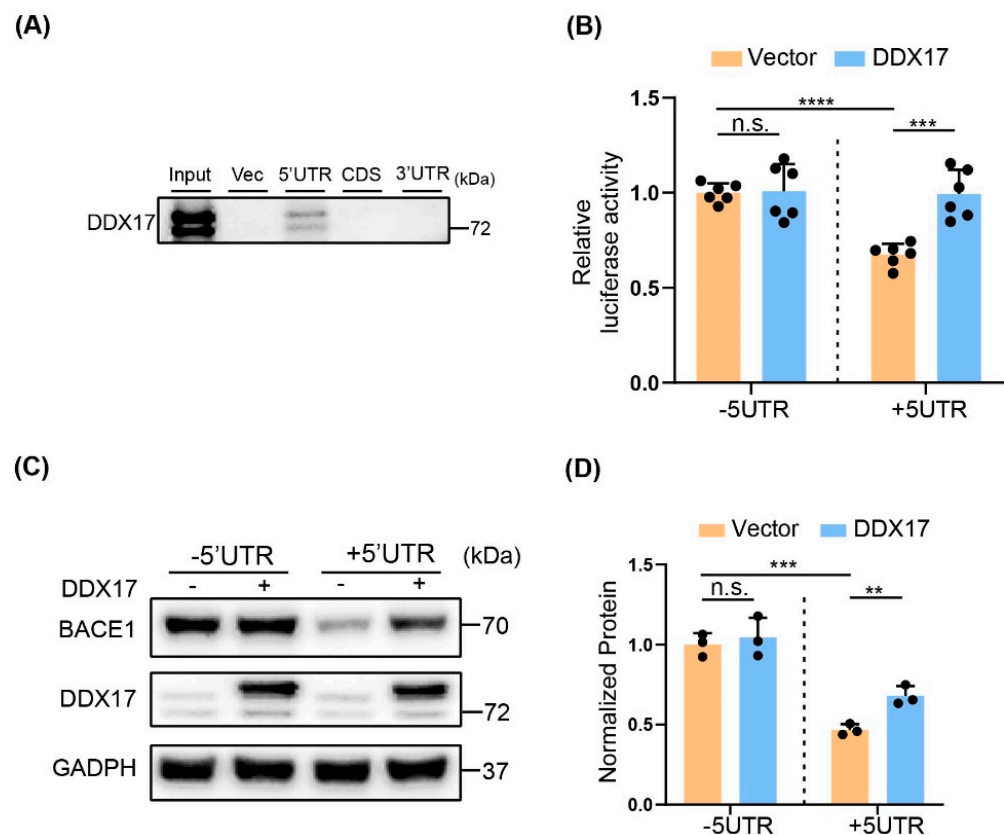 (A)
Input Vec 5'UTR CDS 3'UTR (kDa)
DDX17
72
(B)
Vector DDX17
1.5
****
n.s.
***
1.0
0.5
0.0
Relative
luciferase activity
-5UTR +5UTR
(C)
-5'UTR +5'UTR (kDa)
DDX17 - + - +
BACE1 70
DDX17
72
GADPH 37
(D)
Vector DDX17
1.5
***
n.s.
**
1.0
0.5
0.0
Normalized Protein
-5UTR +5UTR